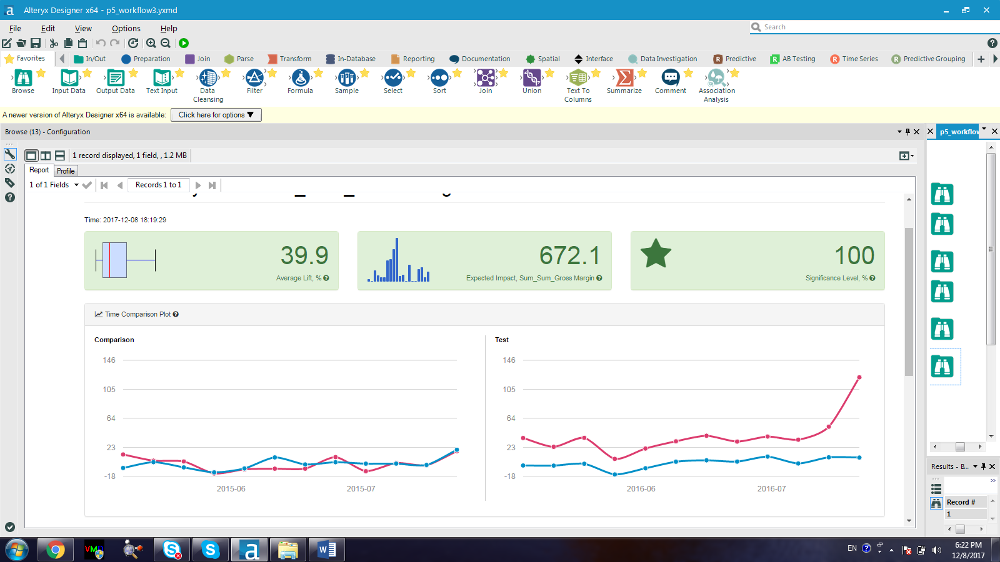 Alteryx Designer x64 - p5_workflow3.yxmd
File Edit View Options Help
Search
Favorites In/Out Preparation Join Parse Transform In-Database Reporting Documentation Spatial Interface Data Investigation Predictive AB Testing Time Series Predictive Grouping
Browse Input Data Output Data Text Input Data Cleansing Filter Formula Sample Select Sort Join Union Text To Columns Summarize Comment Association Analysis
A newer version of Alteryx Designer x64 is available: Click here for options ▼
Browse (13) - Configuration
p5_workflow
1 record displayed, 1 field, , 1.2 MB
Report Profile
1 of 1 Fields Records 1 to 1
Time: 2017-12-08 18:19:29
39.9
Average Lift, %
672.1
Expected Impact, Sum_Sum_Gross Margin
100
Significance Level, %
Time Comparison Plot
Comparison
146
105
64
23
-18
2015-06 2015-07
Test
146
105
64
23
-18
2016-06 2016-07
Results - B...
Record #
1
EN
6:22 PM
12/8/2017